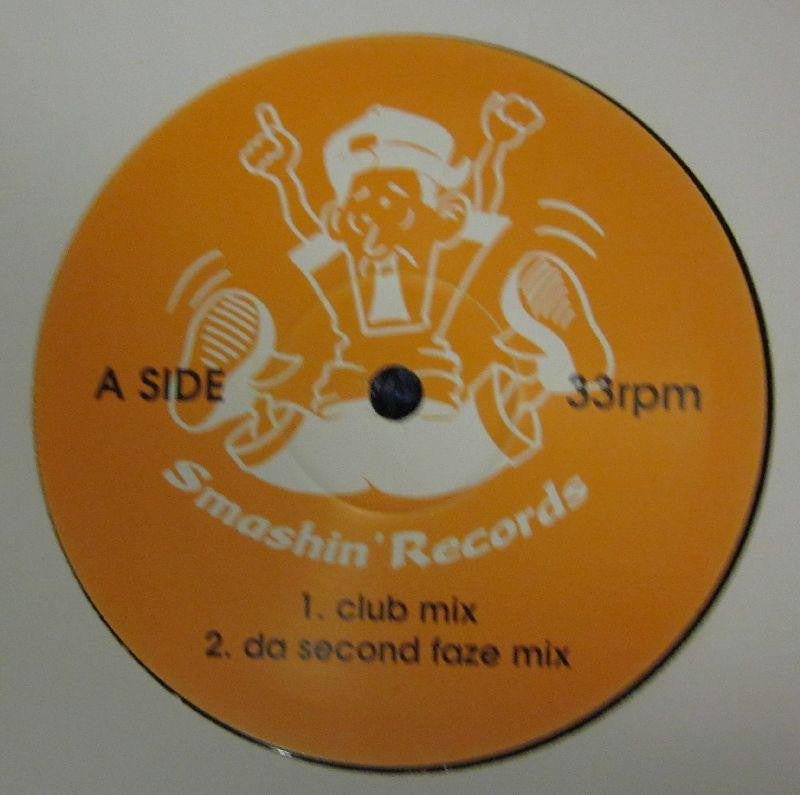 A SIDE
33rpm
Smashin' Records
1. club mix
2. da second faze mix